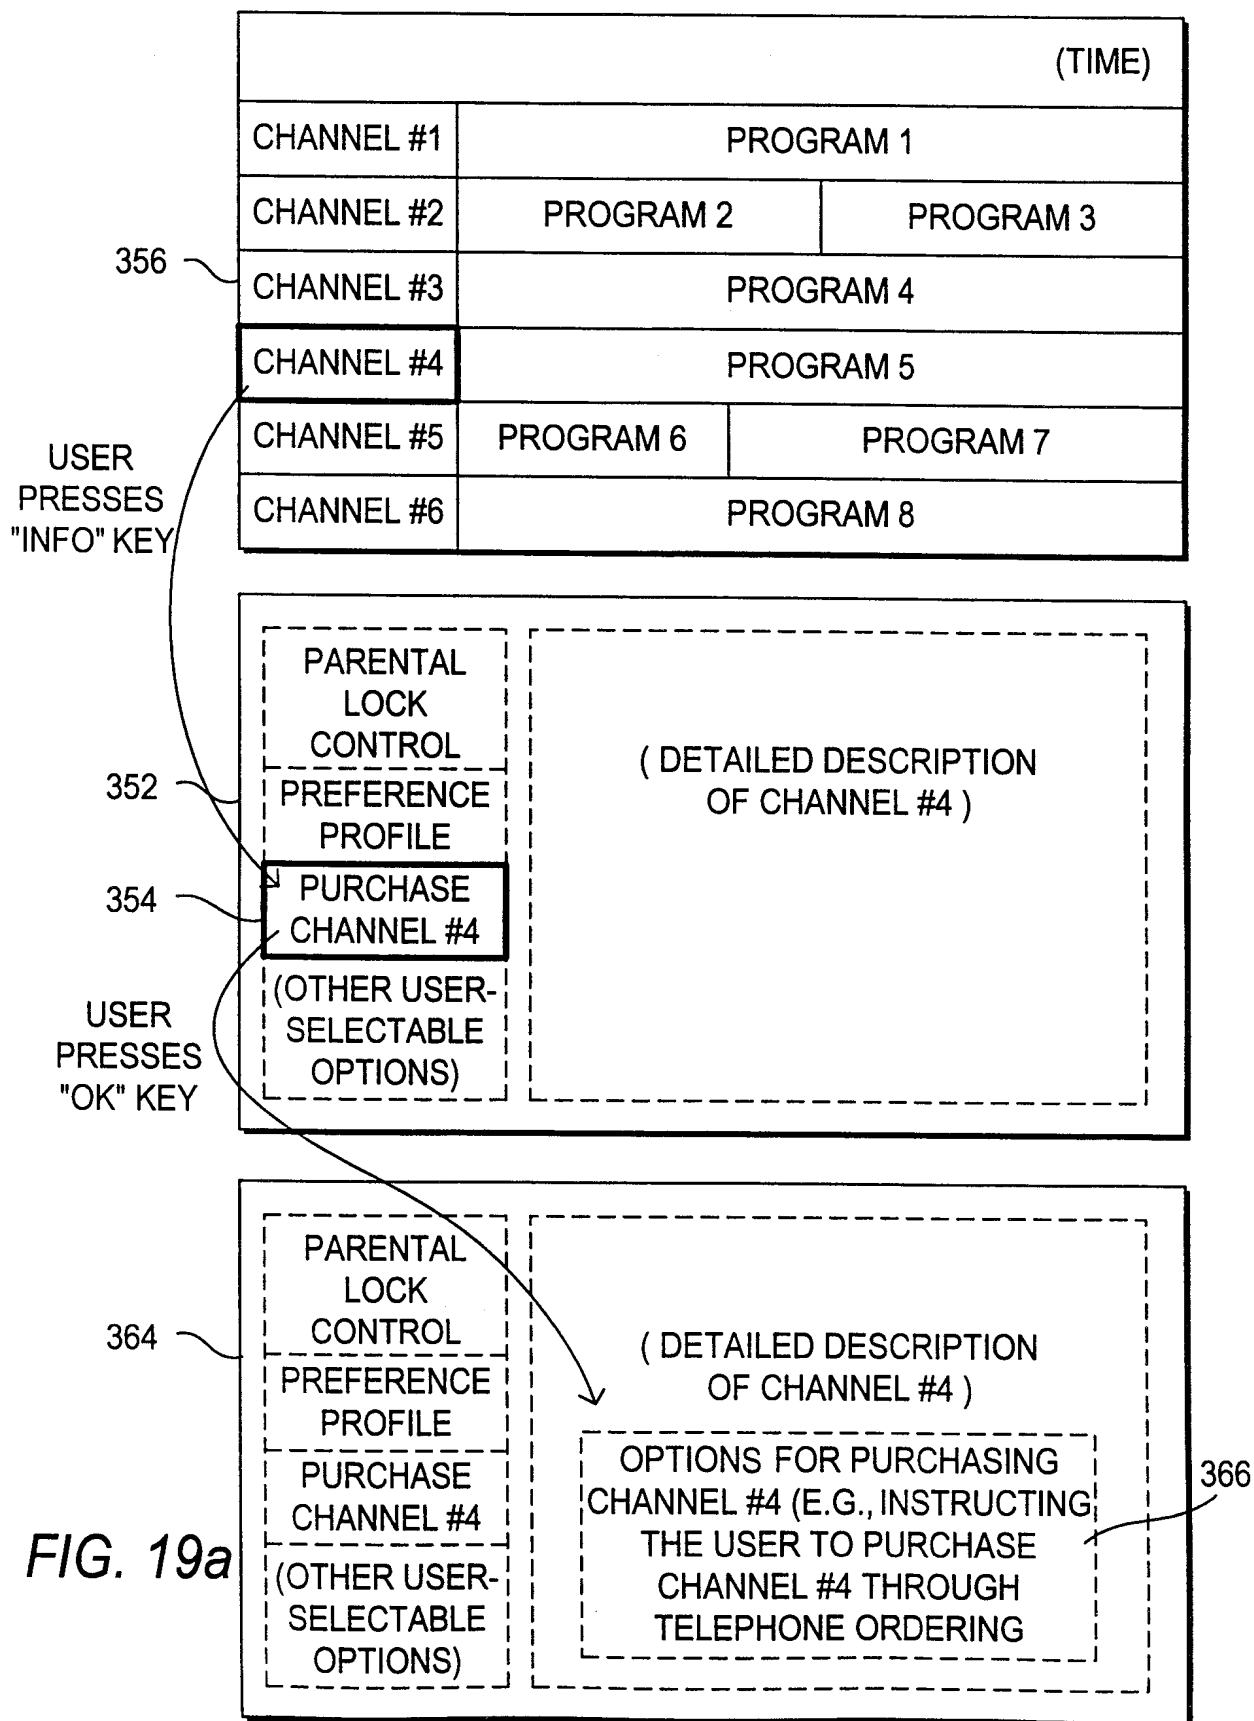 (TIME)
CHANNEL #1
PROGRAM 1
CHANNEL #2
PROGRAM 2
PROGRAM 3
356
CHANNEL #3
PROGRAM 4
CHANNEL #4
PROGRAM 5
CHANNEL #5
PROGRAM 6
PROGRAM 7
CHANNEL #6
PROGRAM 8
USER
PRESSES
"INFO" KEY
PARENTAL
LOCK
CONTROL
352
PREFERENCE
PROFILE
354
PURCHASE
CHANNEL #4
(OTHER USER-
SELECTABLE
OPTIONS)
( DETAILED DESCRIPTION
OF CHANNEL #4 )
USER
PRESSES
"OK" KEY
PARENTAL
LOCK
CONTROL
364
PREFERENCE
PROFILE
PURCHASE
CHANNEL #4
(OTHER USER-
SELECTABLE
OPTIONS)
( DETAILED DESCRIPTION
OF CHANNEL #4 )
OPTIONS FOR PURCHASING
CHANNEL #4 (E.G., INSTRUCTING
THE USER TO PURCHASE
CHANNEL #4 THROUGH
TELEPHONE ORDERING
366
FIG. 19a